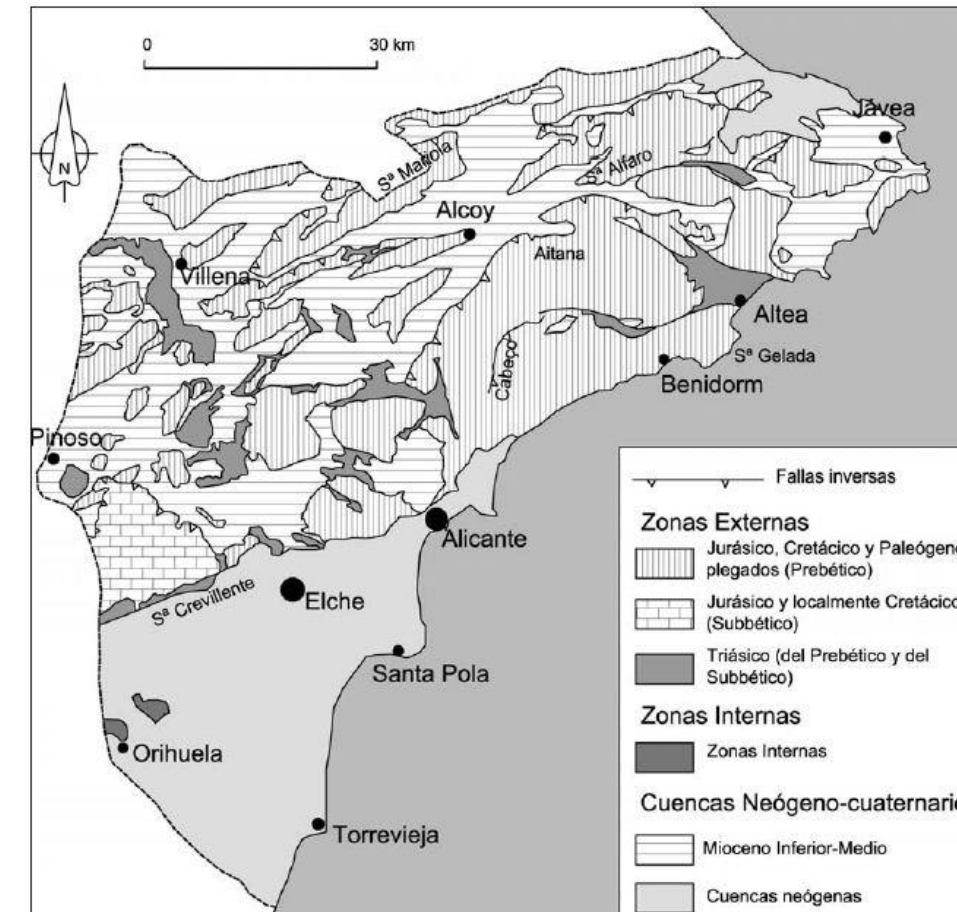 0 30 km
N
Jávea
Sª Mariola
Sª Alfaro
Alcoy
Aitana
Villena
Altea
Sª Gelada
Cabeço
Benidorm
Pinoso
Alicante
Sª Crevillente
Elche
Santa Pola
Orihuela
Torrevieja
Fallas inversas
Zonas Externas
Jurásico, Cretácico y Paleógeno
plegados (Prebético)
Jurásico y localmente Cretácico
(Subbético)
Triásico (del Prebético y del
Subbético)
Zonas Internas
Zonas Internas
Cuencas Neógeno-cuaternario
Mioceno Inferior-Medio
Cuencas neógenas